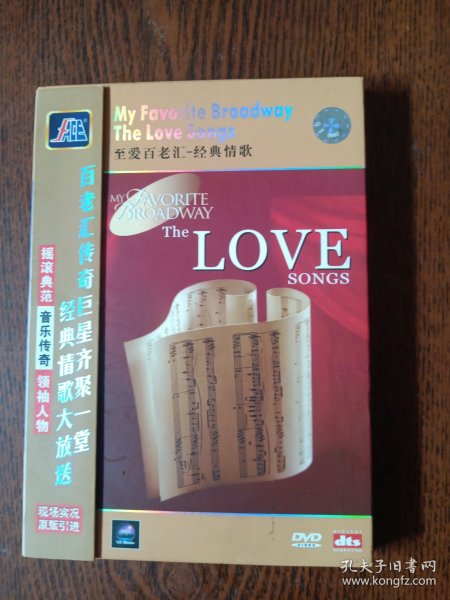 My Favorite Broadway
The Love Songs
至爱百老汇-经典情歌
MY FAVORITE
BROADWAY
The LOVE
SONGS
百老汇传奇巨星齐聚一堂
经典情歌大放送
摇滚典范 音乐传奇 领袖人物
现场实况
原版引进
DVD
VIDEO
DIGITAL
dts
SURROUND
孔夫子旧书网
www.kongfz.com